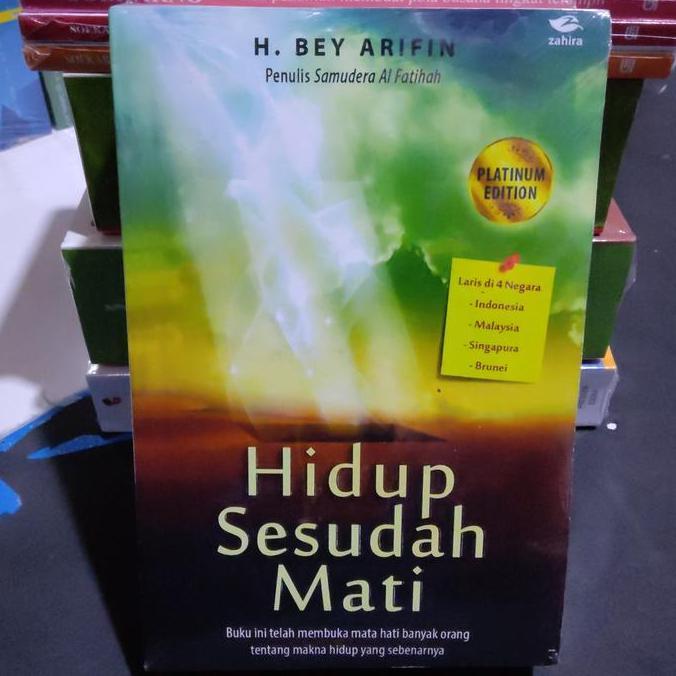 H. BEY ARIFIN
Penulis Samudera Al Fatihah
zahira
PLATINUM
EDITION
Laris di 4 Negara
- Indonesia
- Malaysia
- Singapura
- Brunei
Hidup
Sesudah
Mati
Buku ini telah membuka mata hati banyak orang
tentang makna hidup yang sebenarnya